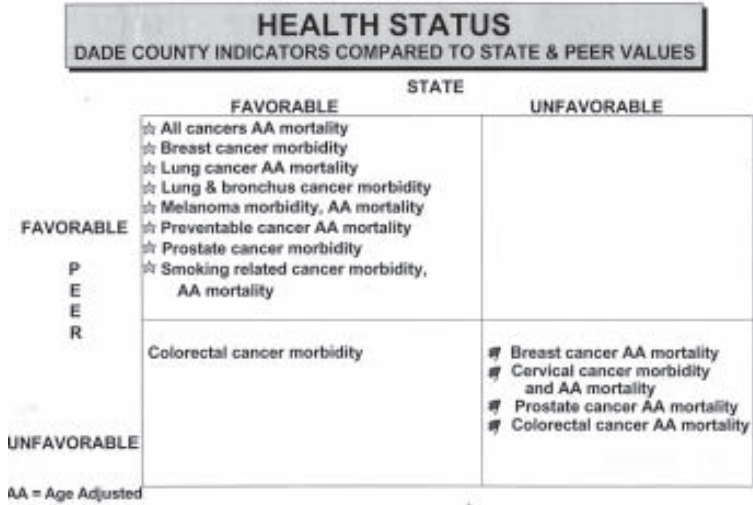 HEALTH STATUS
DADE COUNTY INDICATORS COMPARED TO STATE & PEER VALUES
STATE
FAVORABLE
UNFAVORABLE
All cancers AA mortality
Breast cancer morbidity
Lung cancer AA mortality
Lung & bronchus cancer morbidity
Melanoma morbidity, AA mortality
FAVORABLE
Preventable cancer AA mortality
Prostate cancer morbidity
Smoking related cancer morbidity,
AA mortality
PEER
Colorectal cancer morbidity
Breast cancer AA mortality
Cervical cancer morbidity
and AA mortality
Prostate cancer AA mortality
Colorectal cancer AA mortality
UNFAVORABLE
AA = Age Adjusted